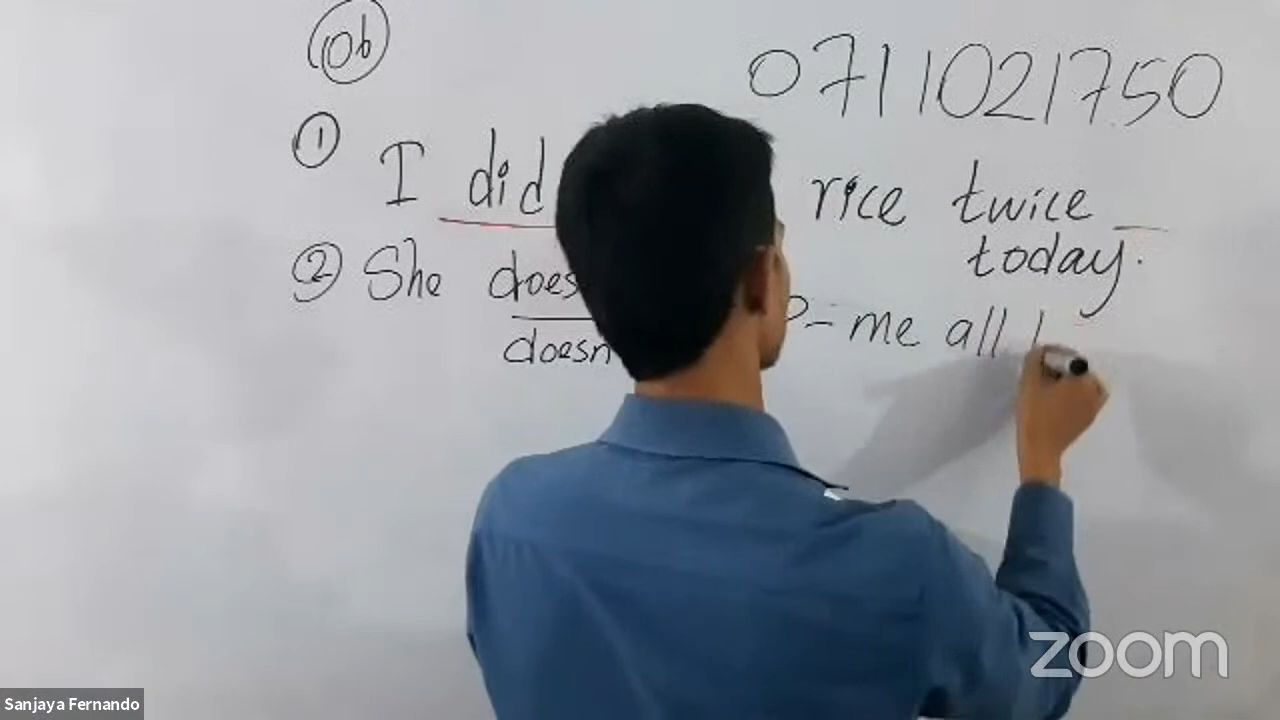 06
0711021750
① I did rice twice
today.
② She does me all
doesn
zoom
Sanjaya Fernando